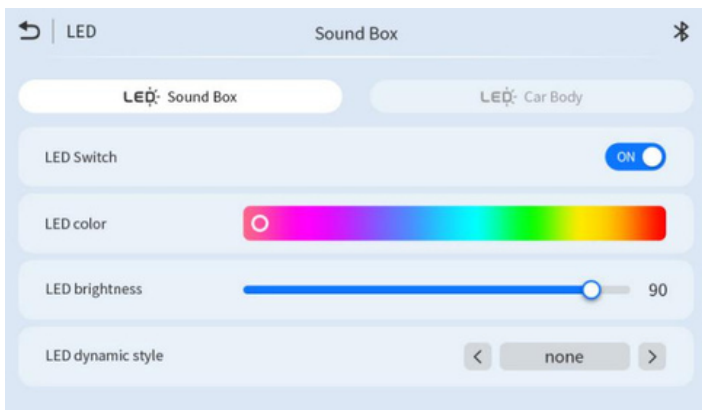 LED
Sound Box
LED Sound Box
LED Car Body
LED Switch
ON
LED color
LED brightness
90
LED dynamic style
< none >